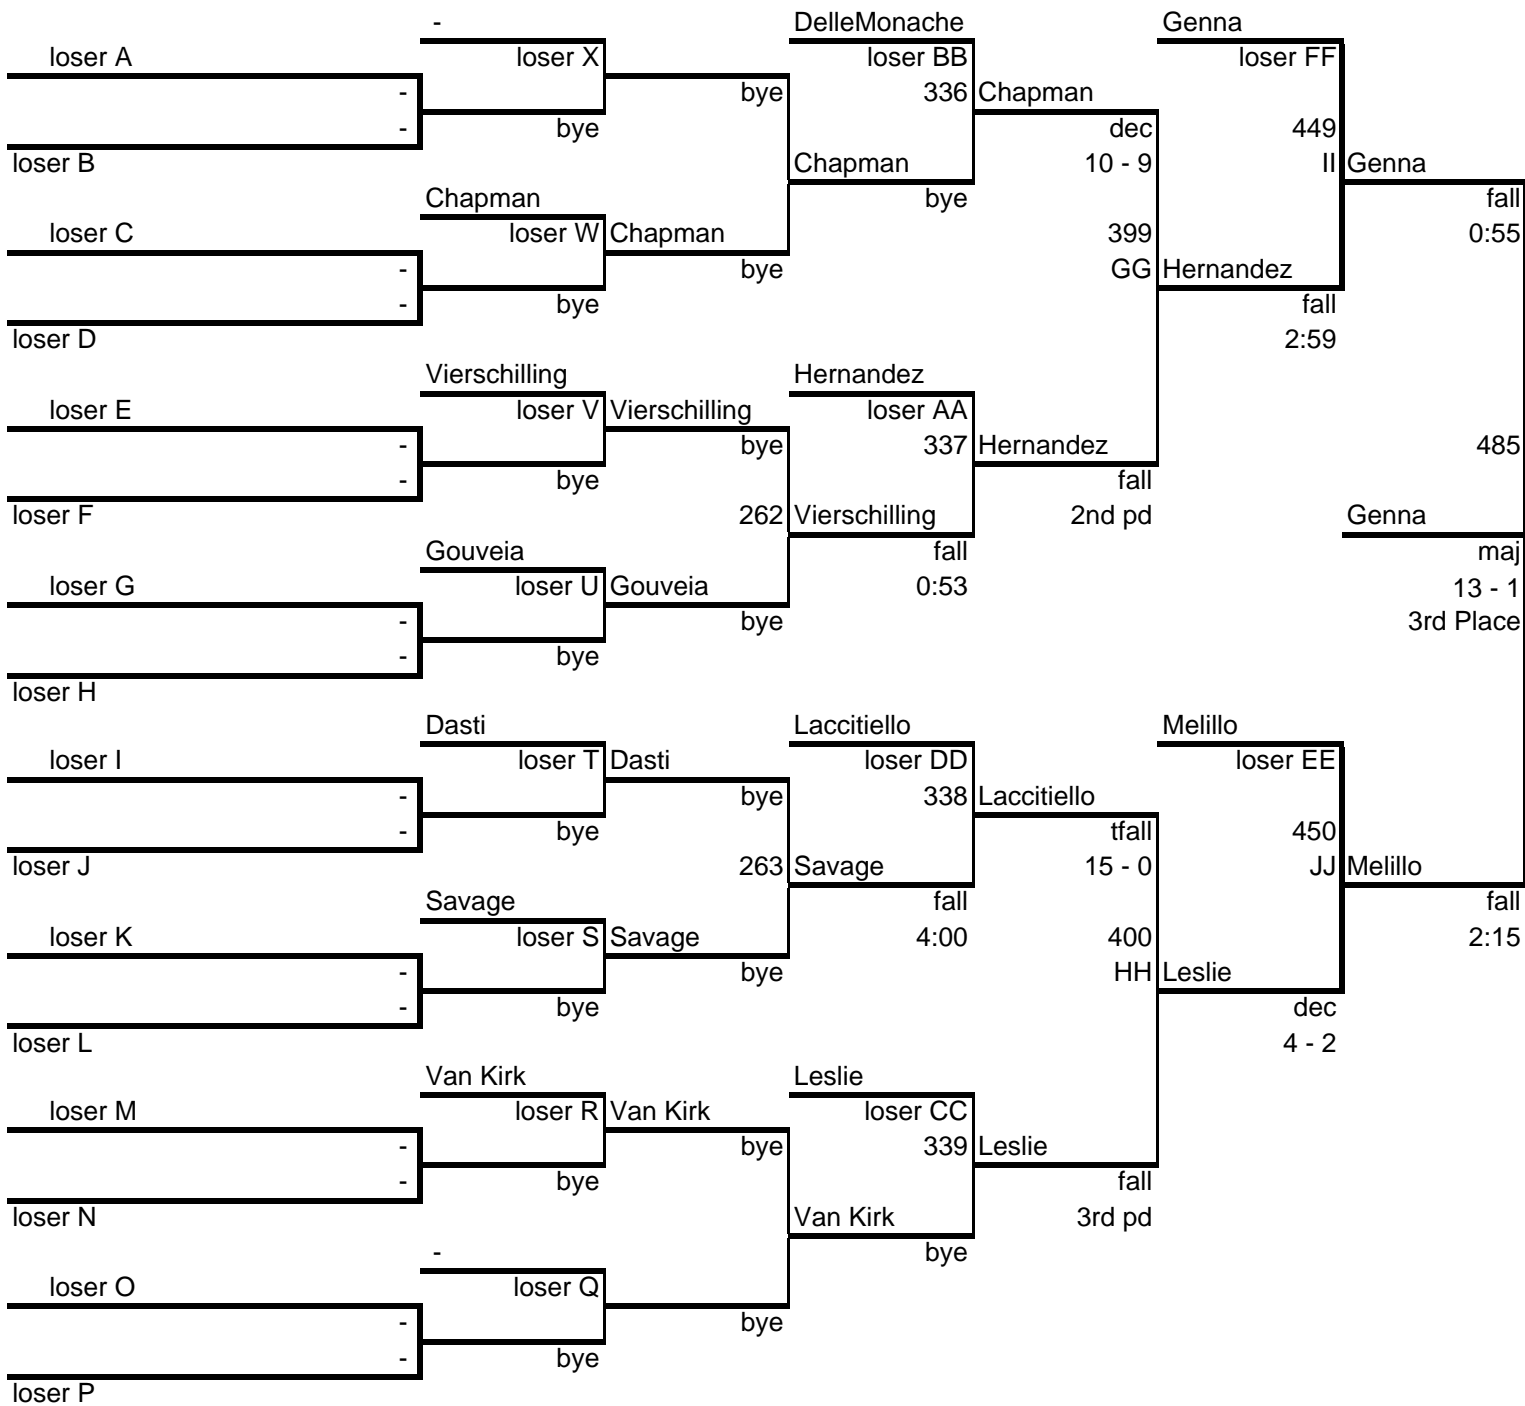 - DelleMonache Genna
loser A loser X loser BB loser FF
- bye 336 Chapman
- bye dec 449
loser B Chapman 10 - 9 II Genna
Chapman bye fall
loser C loser W Chapman 399 0:55
- bye GG Hernandez
- bye fall
loser D 2:59
Vierschilling Hernandez
loser E loser V Vierschilling loser AA
- bye 337 Hernandez 485
- bye fall
loser F 262 Vierschilling 2nd pd Genna
Gouveia fall maj
loser G loser U Gouveia 0:53 13 - 1
- bye 3rd Place
- bye
loser H
Dasti Laccitiello Melillo
loser I loser T Dasti loser DD loser EE
- bye 338 Laccitiello
- bye tfall 450
loser J 263 Savage 15 - 0 JJ Melillo
Savage fall fall
loser K loser S Savage 4:00 400 2:15
- bye HH Leslie
- bye dec
loser L 4 - 2
Van Kirk Leslie
loser M loser R Van Kirk loser CC
- bye 339 Leslie
- bye fall
loser N Van Kirk 3rd pd
- bye
loser O loser Q
- bye
- bye
loser P